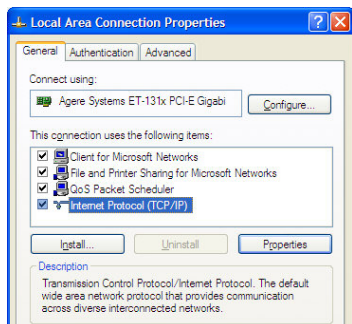 Local Area Connection Properties
General Authentication Advanced
Connect using:
Agere Systems ET-131x PCI-E Gigabi
Configure...
This connection uses the following items:
Client for Microsoft Networks
File and Printer Sharing for Microsoft Networks
QoS Packet Scheduler
Internet Protocol (TCP/IP)
Install... Uninstall Properties
Description
Transmission Control Protocol/Internet Protocol. The default
wide area network protocol that provides communication
across diverse interconnected networks.